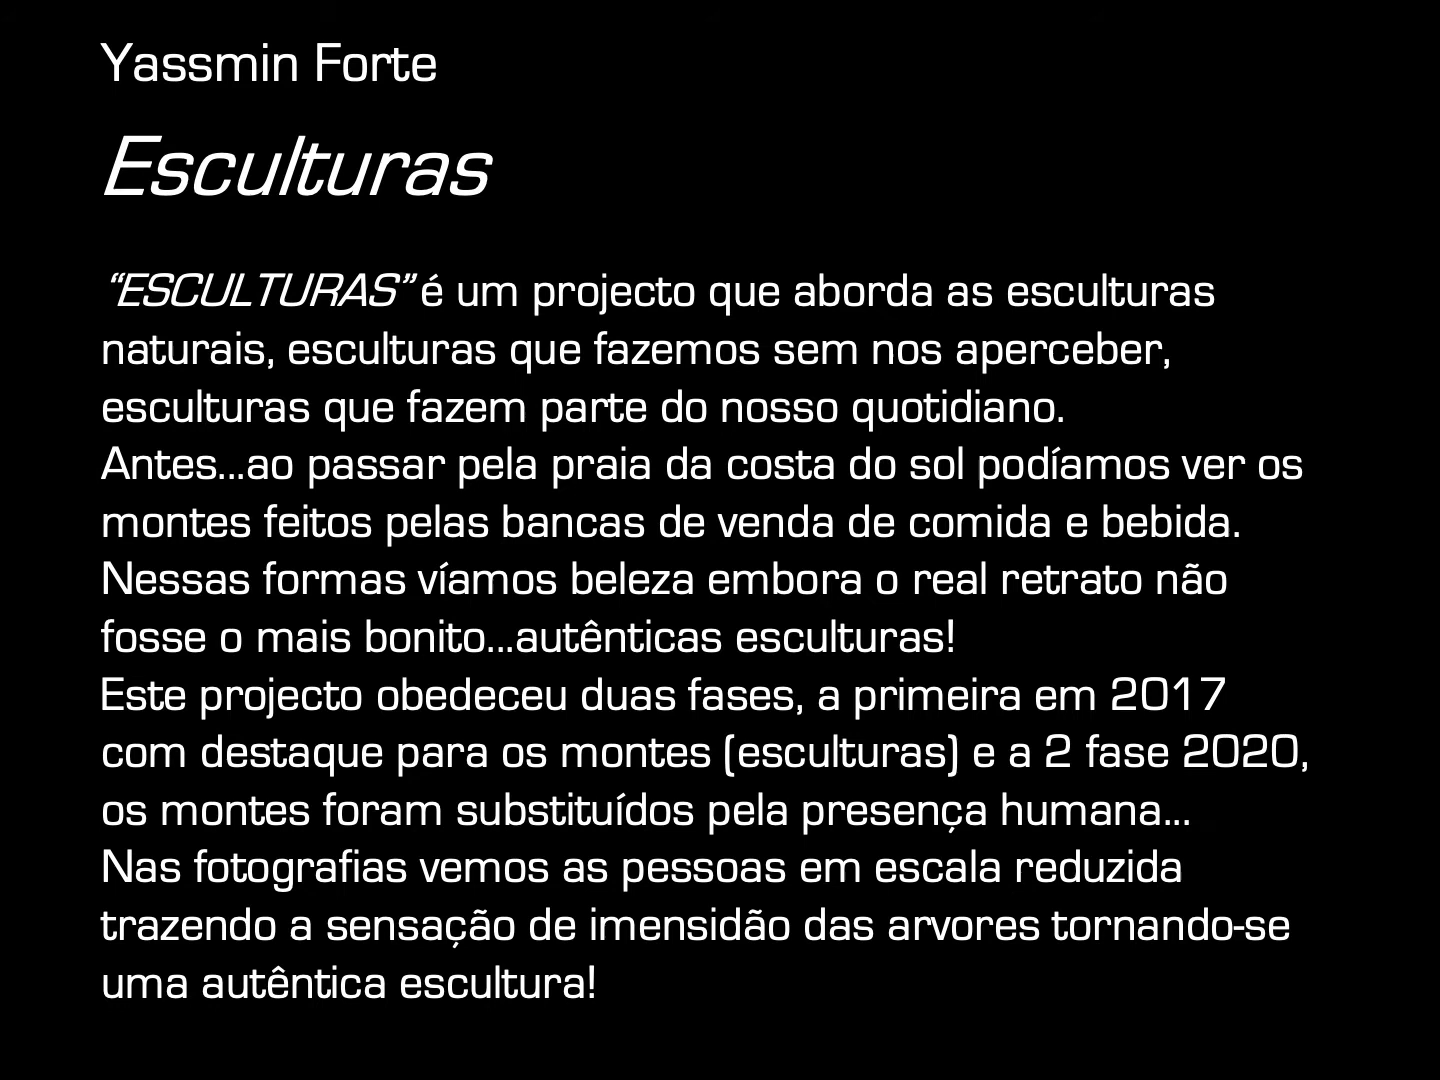 Yassmin Forte
Esculturas
“ESCULTURAS” é um projecto que aborda as esculturas
naturais, esculturas que fazemos sem nos aperceber,
esculturas que fazem parte do nosso quotidiano.
Antes...ao passar pela praia da costa do sol podíamos ver os
montes feitos pelas bancas de venda de comida e bebida.
Nessas formas víamos beleza embora o real retrato não
fosse o mais bonito...autênticas esculturas!
Este projecto obedeceu duas fases, a primeira em 2017
com destaque para os montes (esculturas) e a 2 fase 2020,
os montes foram substituídos pela presença humana...
Nas fotografias vemos as pessoas em escala reduzida
trazendo a sensação de imensidão das arvores tornando-se
uma autêntica escultura!